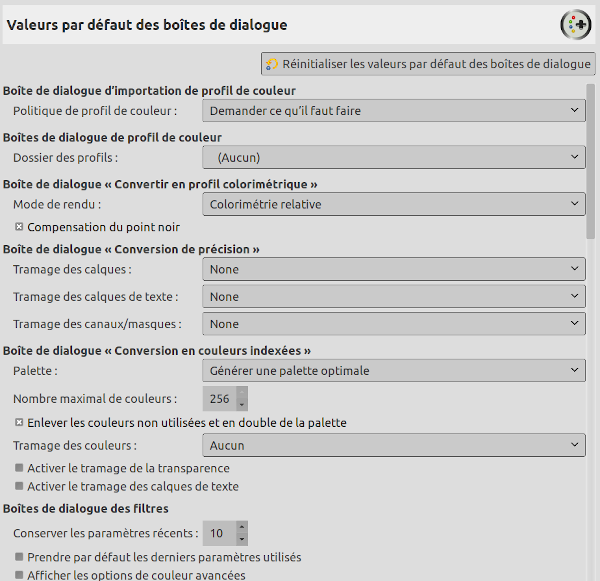 Valeurs par défaut des boîtes de dialogue
Réinitialiser les valeurs par défaut des boîtes de dialogue
Boîte de dialogue d'importation de profil de couleur
Politique de profil de couleur : Demander ce qu'il faut faire
Boîtes de dialogue de profil de couleur
Dossier des profils : (Aucun)
Boîte de dialogue « Convertir en profil colorimétrique »
Mode de rendu : Colorimétrie relative
Compensation du point noir
Boîte de dialogue « Conversion de précision »
Tramage des calques : None
Tramage des calques de texte : None
Tramage des canaux/masques : None
Boîte de dialogue « Conversion en couleurs indexées »
Palette : Générer une palette optimale
Nombre maximal de couleurs : 256
Enlever les couleurs non utilisées et en double de la palette
Tramage des couleurs : Aucun
Activer le tramage de la transparence
Activer le tramage des calques de texte
Boîtes de dialogue des filtres
Conserver les paramètres récents : 10
Prendre par défaut les derniers paramètres utilisés
Afficher les options de couleur avancées